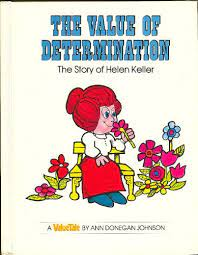 THE VALUE OF
DETERMINATION
The Story of Helen Keller
A ValueTale BY ANN DONEGAN JOHNSON